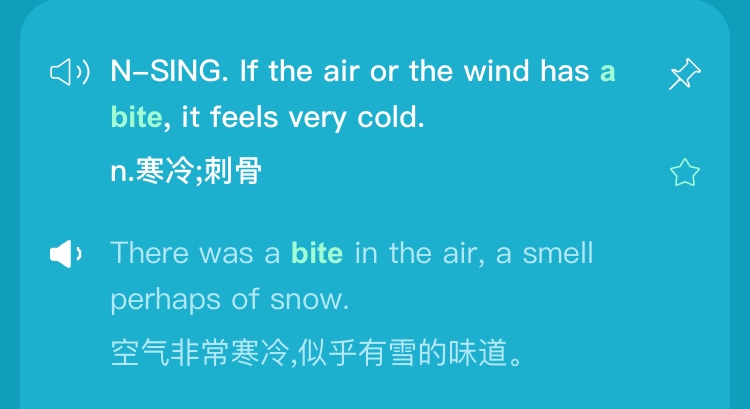 N-SING. If the air or the wind has a
bite, it feels very cold.
n.寒冷;刺骨
There was a bite in the air, a smell
perhaps of snow.
空气非常寒冷,似乎有雪的味道。